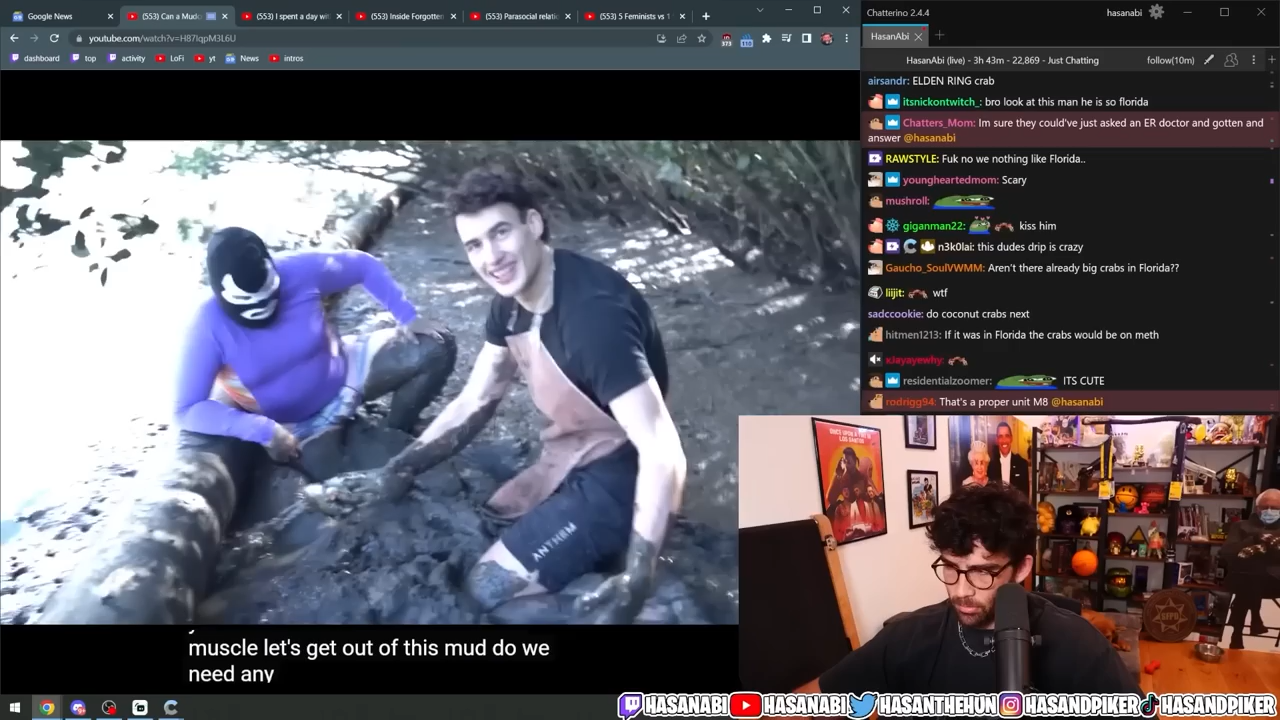 Google News
(553) Can a Mudc
(553) I spent a day wit
(553) Inside Forgotten
(553) Parasocial relatio
(553) 5 Feminists vs 1
youtube.com/watch?v=H87lqpM3L6U
dashboard
top
activity
LoFi
yt
News
intros
Chatterino 2.4.4
hasanabi
HasanAbi
HasanAbi (live) - 3h 43m - 22,869 - Just Chatting
follow(10m)
airsandr: ELDEN RING crab
itsnickontwitch_: bro look at this man he is so florida
Chatters_Mom: Im sure they could've just asked an ER doctor and gotten and
answer @hasanabi
RAWSTYLE: Fuk no we nothing like Florida..
youngheartedmom: Scary
mushroll:
giganman22: kiss him
n3k0lai: this dudes drip is crazy
Gaucho_SoulVWMM: Aren't there already big crabs in Florida??
liijit: wtf
sadccookie: do coconut crabs next
hitmen1213: If it was in Florida the crabs would be on meth
xJayayewhy:
residentialzoomer: ITS CUTE
rodrigg94: That's a proper unit M8 @hasanabi
ANTHEM
muscle let's get out of this mud do we
need any
HASANABI
HASANABI
HASANTHEHUN
HASANDPIKER
HASANDPIKER